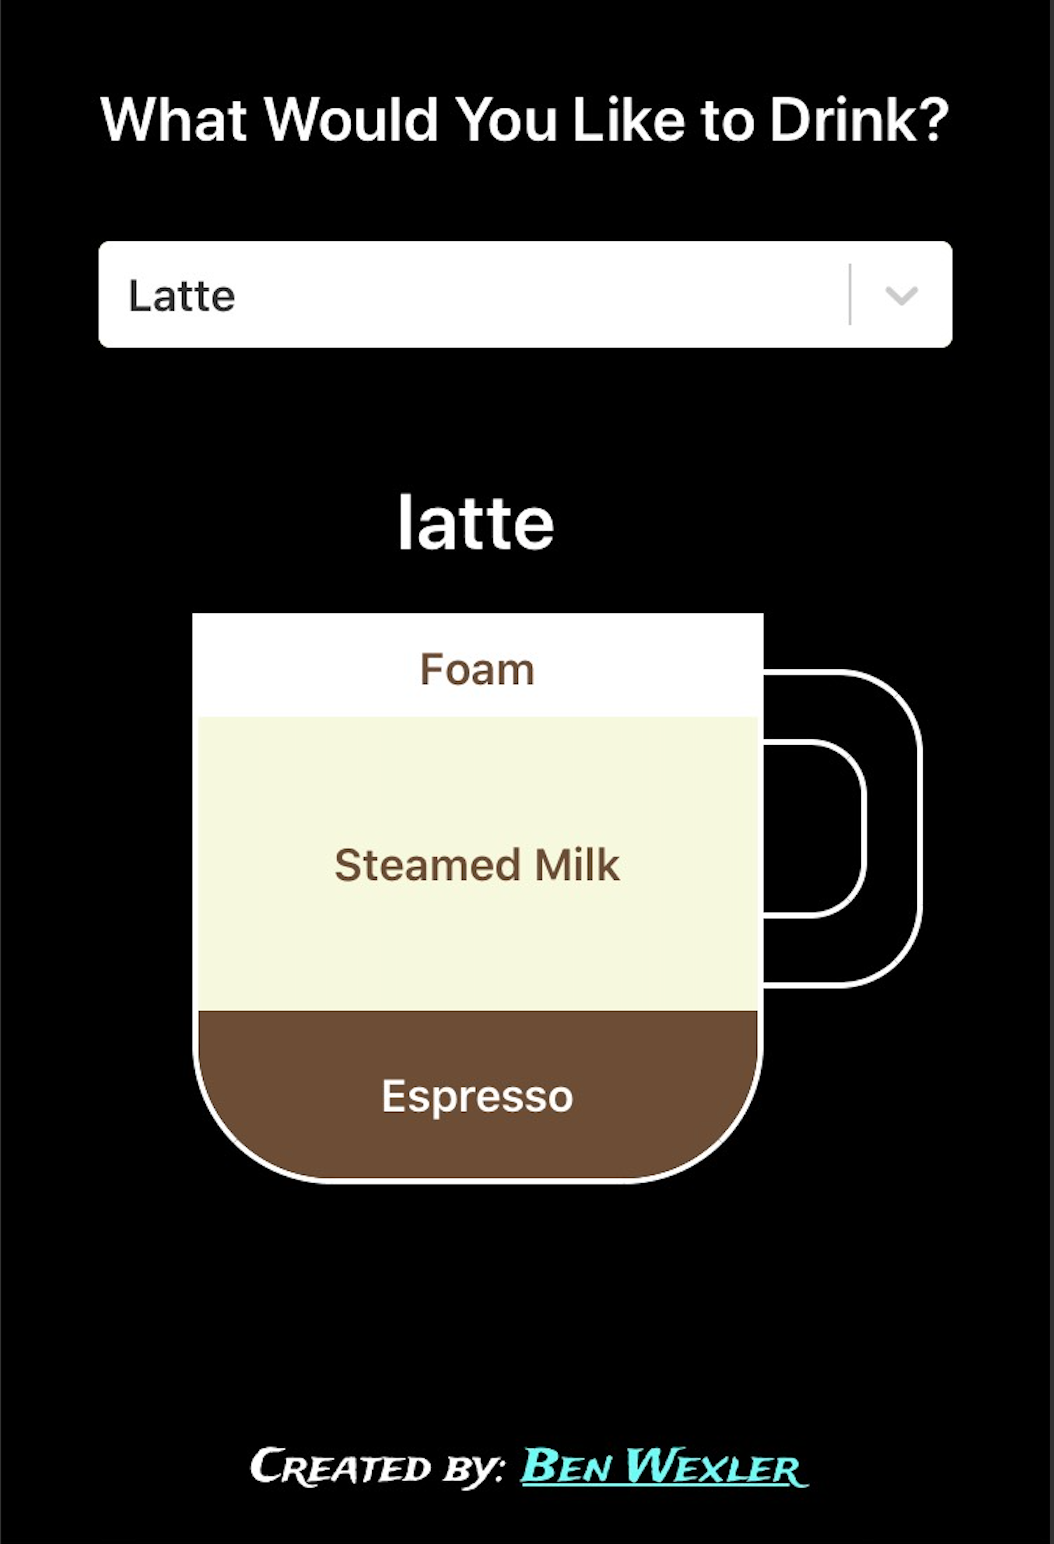 What Would You Like to Drink?
Latte
latte
Foam
Steamed Milk
Espresso
Created by: Ben Wexler